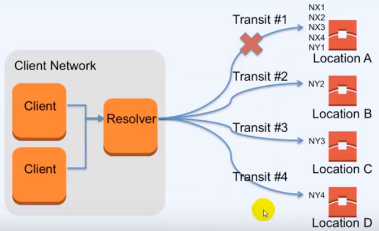 NX1
Transit #1
NX2
NX3
NX4
NY1
Location A
Client Network
Transit #2
NY2
Client
Resolver
Location B
Transit #3
NY3
Client
Location C
Transit #4
NY4
Location D